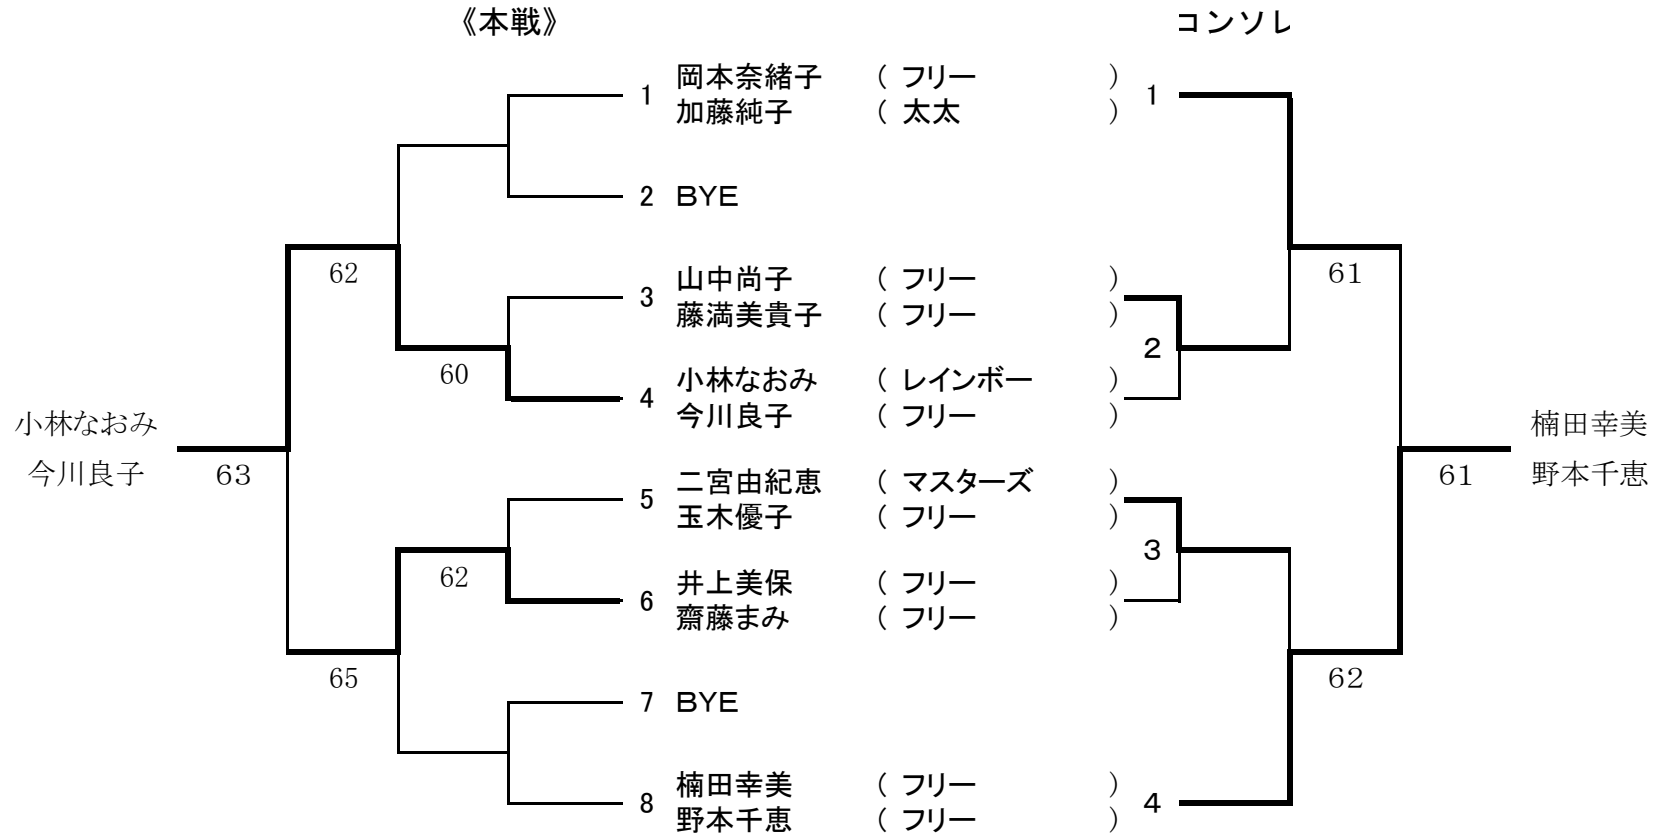 《本戦》 コンソレ
1 岡本奈緒子 ( フリー ) 1
加藤純子 ( 太太 )
2 BYE
62 61
3 山中尚子 ( フリー )
藤満美貴子 ( フリー )
2
60
4 小林なおみ ( レインボー )
今川良子 ( フリー )
小林なおみ 楠田幸美
今川良子 63 61 野本千恵
5 二宮由紀恵 ( マスターズ )
玉木優子 ( フリー )
3
62
6 井上美保 ( フリー )
齋藤まみ ( フリー )
65 62
7 BYE
8 楠田幸美 ( フリー ) 4
野本千恵 ( フリー )